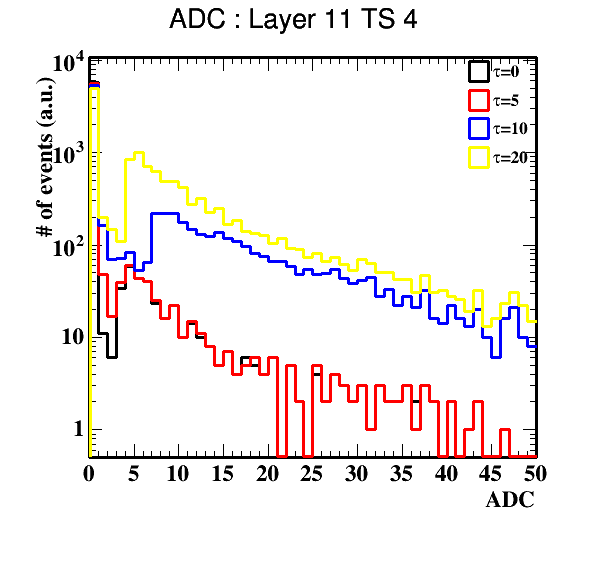 ADC : Layer 11 TS 4
# of events (a.u.)
10^4
10^3
10^2
10
1
τ=0
τ=5
τ=10
τ=20
0 5 10 15 20 25 30 35 40 45 50
ADC